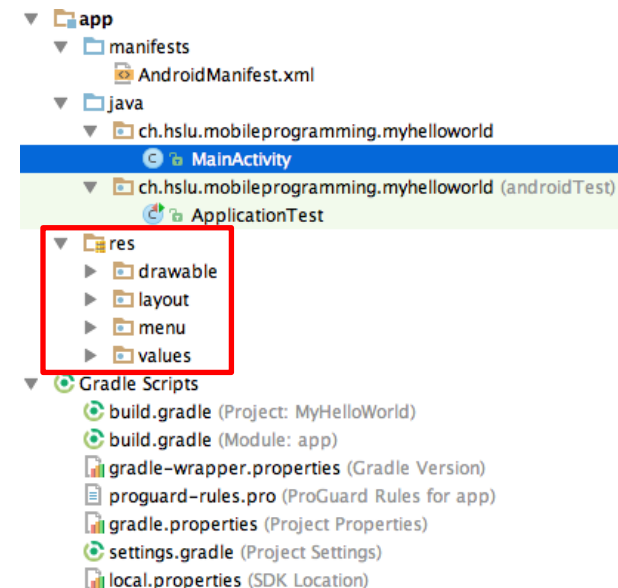 app
manifests
AndroidManifest.xml
java
ch.hslu.mobileprogramming.myhelloworld
MainActivity
ch.hslu.mobileprogramming.myhelloworld (androidTest)
ApplicationTest
res
drawable
layout
menu
values
Gradle Scripts
build.gradle (Project: MyHelloWorld)
build.gradle (Module: app)
gradle-wrapper.properties (Gradle Version)
proguard-rules.pro (ProGuard Rules for app)
gradle.properties (Project Properties)
settings.gradle (Project Settings)
local.properties (SDK Location)